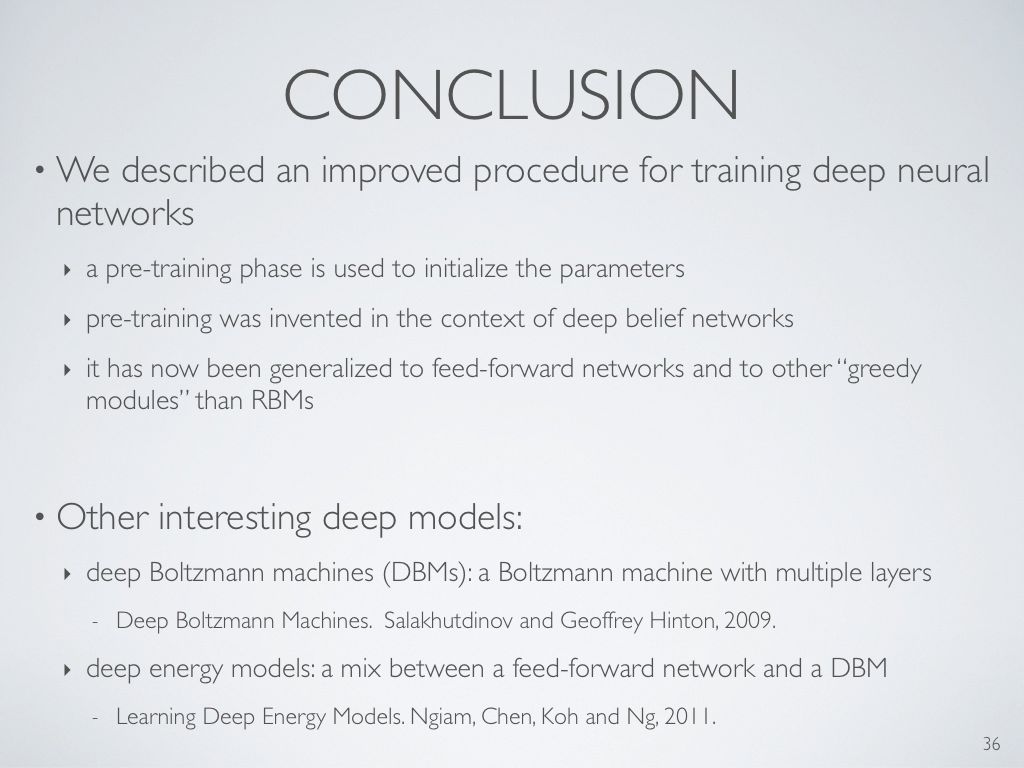 CONCLUSION
• We described an improved procedure for training deep neural
networks
‣ a pre-training phase is used to initialize the parameters
‣ pre-training was invented in the context of deep belief networks
‣ it has now been generalized to feed-forward networks and to other “greedy
modules” than RBMs
• Other interesting deep models:
‣ deep Boltzmann machines (DBMs): a Boltzmann machine with multiple layers
- Deep Boltzmann Machines. Salakhutdinov and Geoffrey Hinton, 2009.
‣ deep energy models: a mix between a feed-forward network and a DBM
- Learning Deep Energy Models. Ngiam, Chen, Koh and Ng, 2011.
36